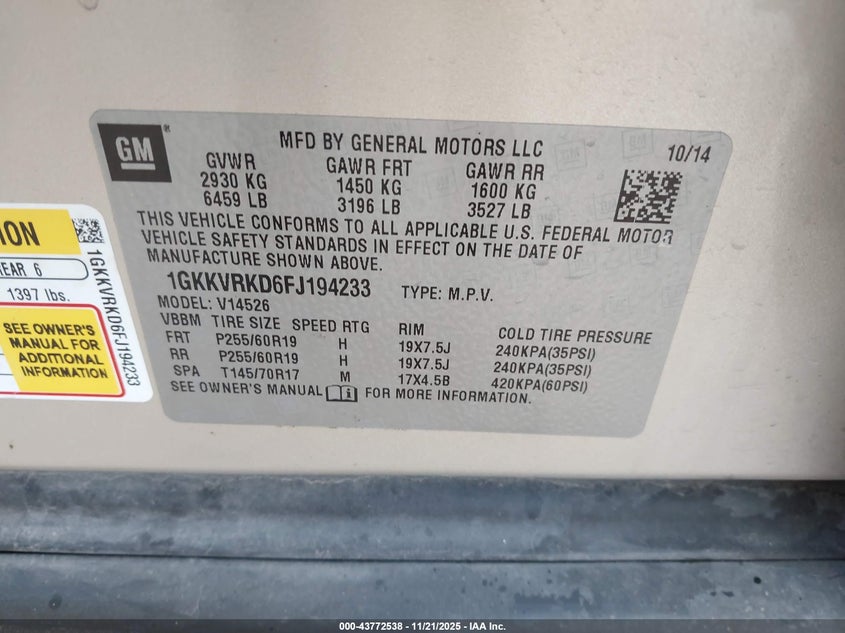 GM
®
MFD BY GENERAL MOTORS LLC
10/14
GVWR GAWR FRT GAWR RR
2930 KG 1450 KG 1600 KG
6459 LB 3196 LB 3527 LB
THIS VEHICLE CONFORMS TO ALL APPLICABLE U.S. FEDERAL MOTOR
VEHICLE SAFETY STANDARDS IN EFFECT ON THE DATE OF
MANUFACTURE SHOWN ABOVE.
1GKKVRKD6FJ194233 TYPE: M.P.V.
MODEL: V14526
VBBM TIRE SIZE SPEED RTG RIM COLD TIRE PRESSURE
FRT P255/60R19 H 19X7.5J 240KPA(35PSI)
RR P255/60R19 H 19X7.5J 240KPA(35PSI)
SPA T145/70R17 M 17X4.5B 420KPA(60PSI)
SEE OWNER'S MANUAL FOR MORE INFORMATION.
EAR 6
1397 lbs.
SEE OWNER'S
MANUAL FOR
ADDITIONAL
INFORMATION
1GKKVRKD6FJ194233
000-43772538 - 11/21/2025 - IAA Inc.